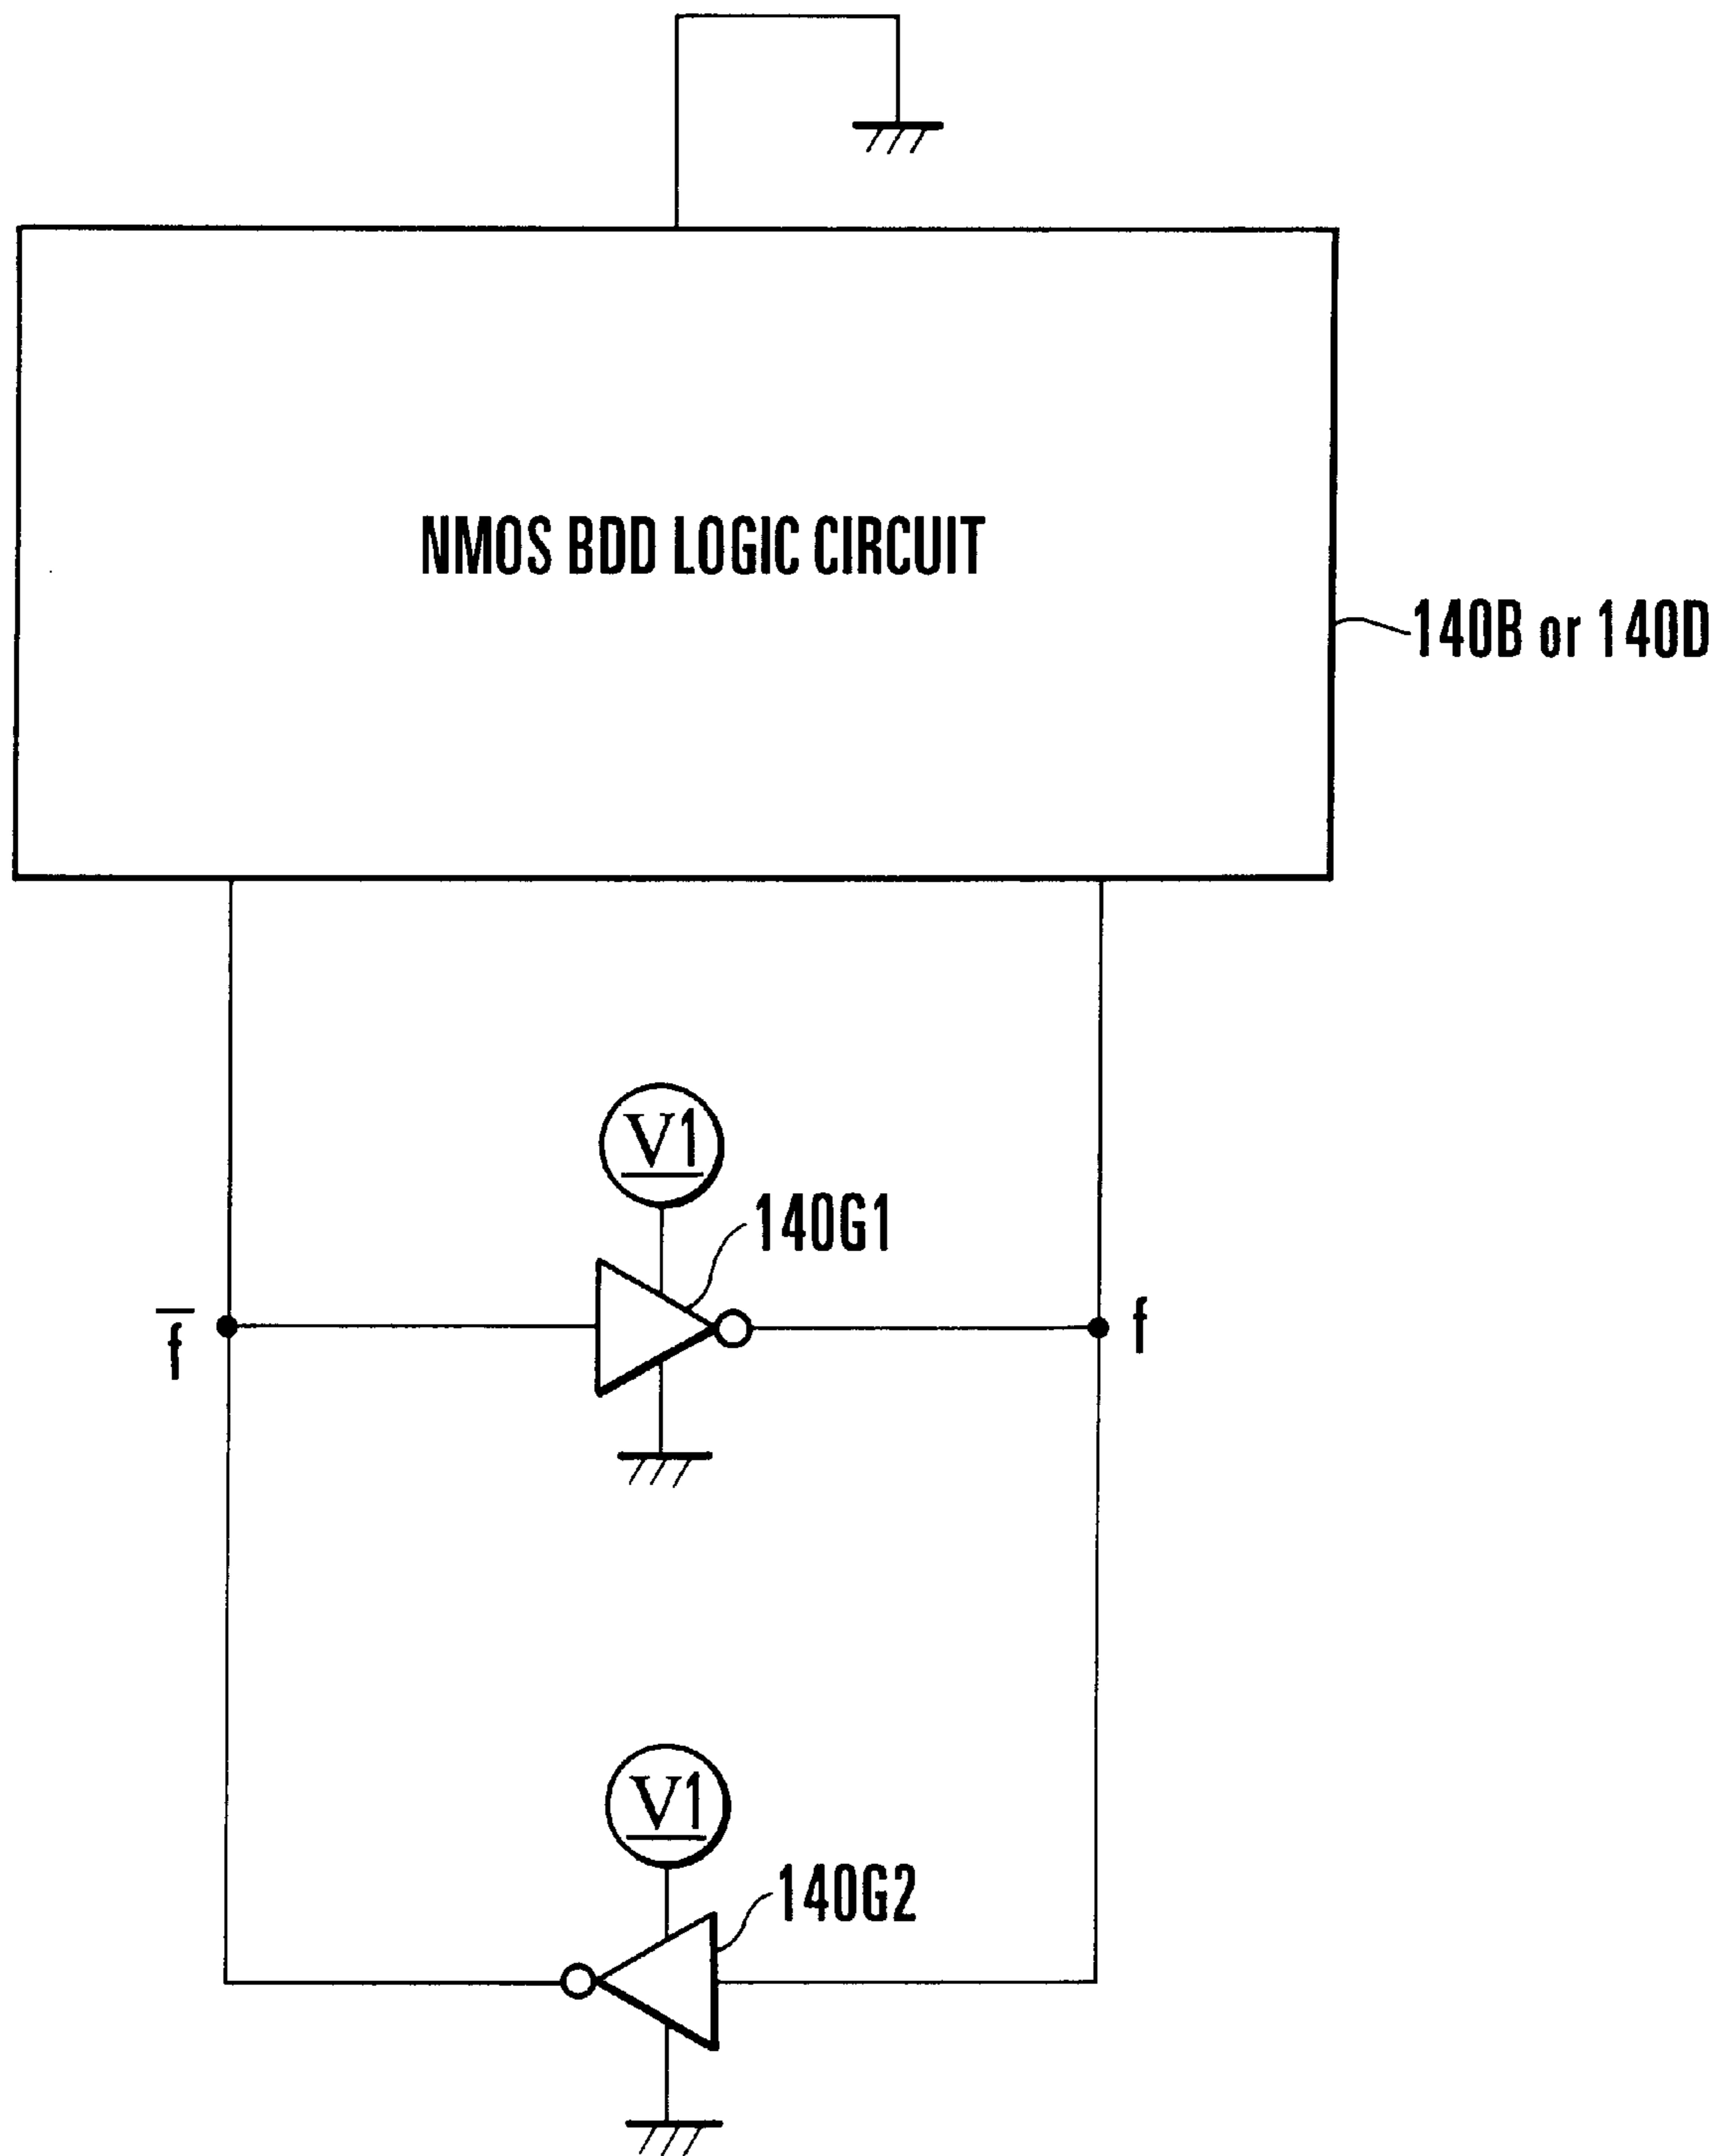 NMOS BDD LOGIC CIRCUIT
140B or 140D
V1
140G1
f̅
f
V1
140G2